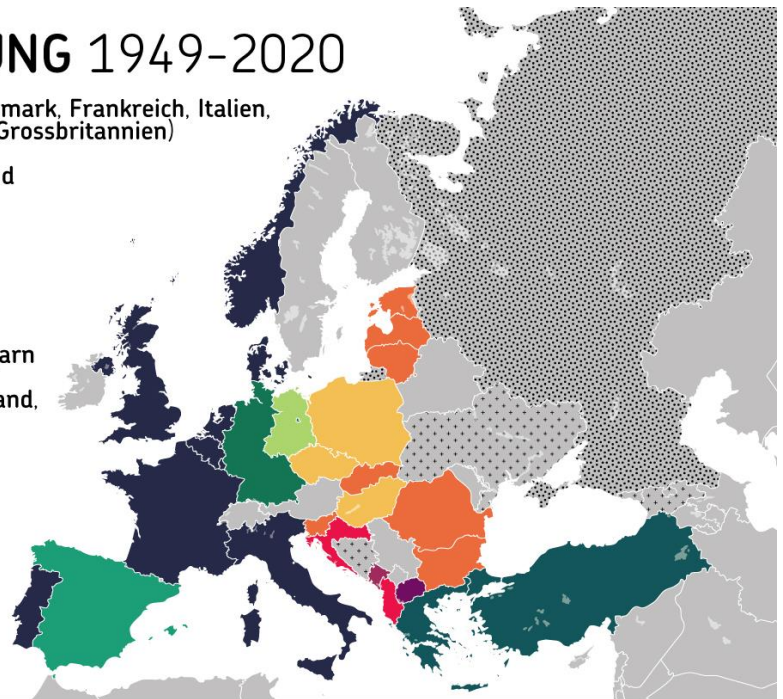 UNG 1949-2020
mark, Frankreich, Italien,
Grossbritannien)
d
arn
and,